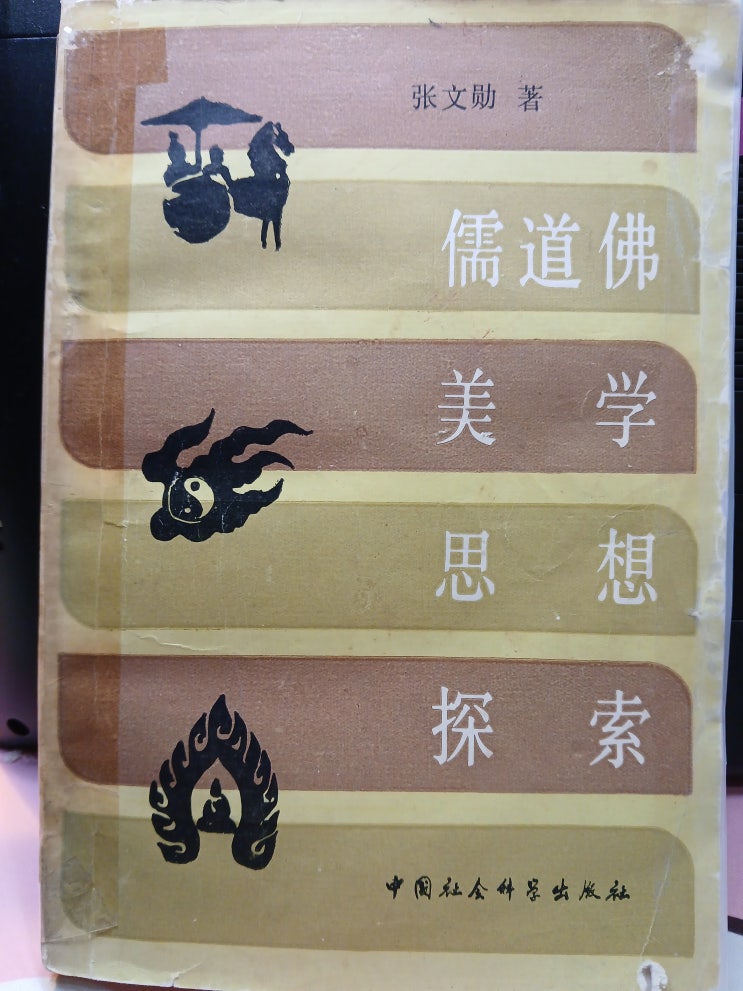 张文勋 著
儒道佛
美学
思想
探索
中国社会科学出版社